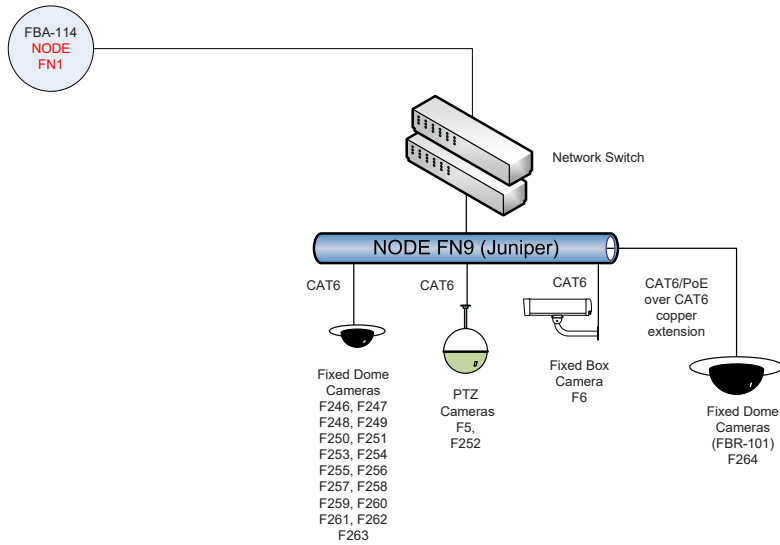 FBA-114
NODE
FN1
Network Switch
NODE FN9 (Juniper)
CAT6
CAT6
CAT6
CAT6/PoE
over CAT6
copper
extension
Fixed Dome
Cameras
F246, F247
F248, F249
F250, F251
F253, F254
F255, F256
F257, F258
F259, F260
F261, F262
F263
PTZ
Cameras
F5,
F252
Fixed Box
Camera
F6
Fixed Dome
Cameras
(FBR-101)
F264